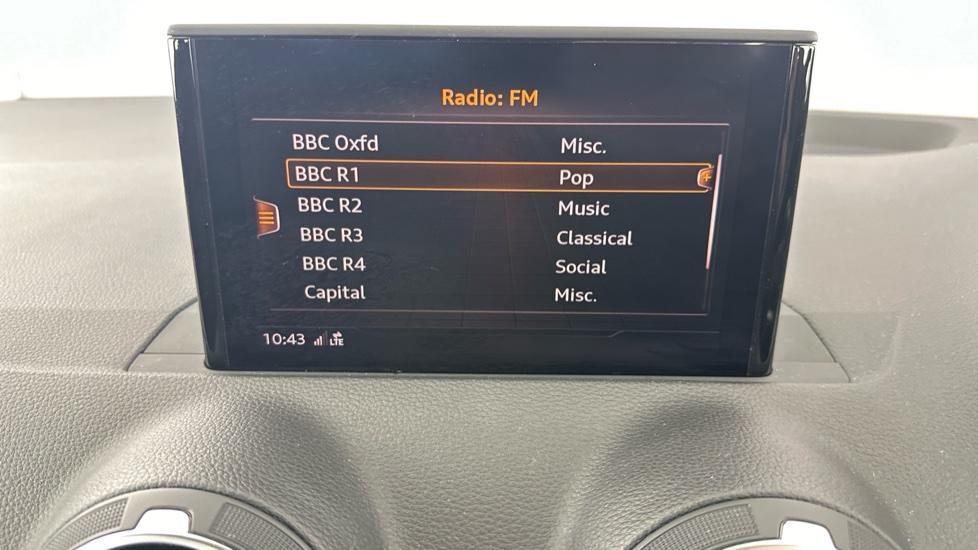 Radio: FM
BBC Oxfd Misc.
BBC R1 Pop
BBC R2 Music
BBC R3 Classical
BBC R4 Social
Capital Misc.
10:43 LTE